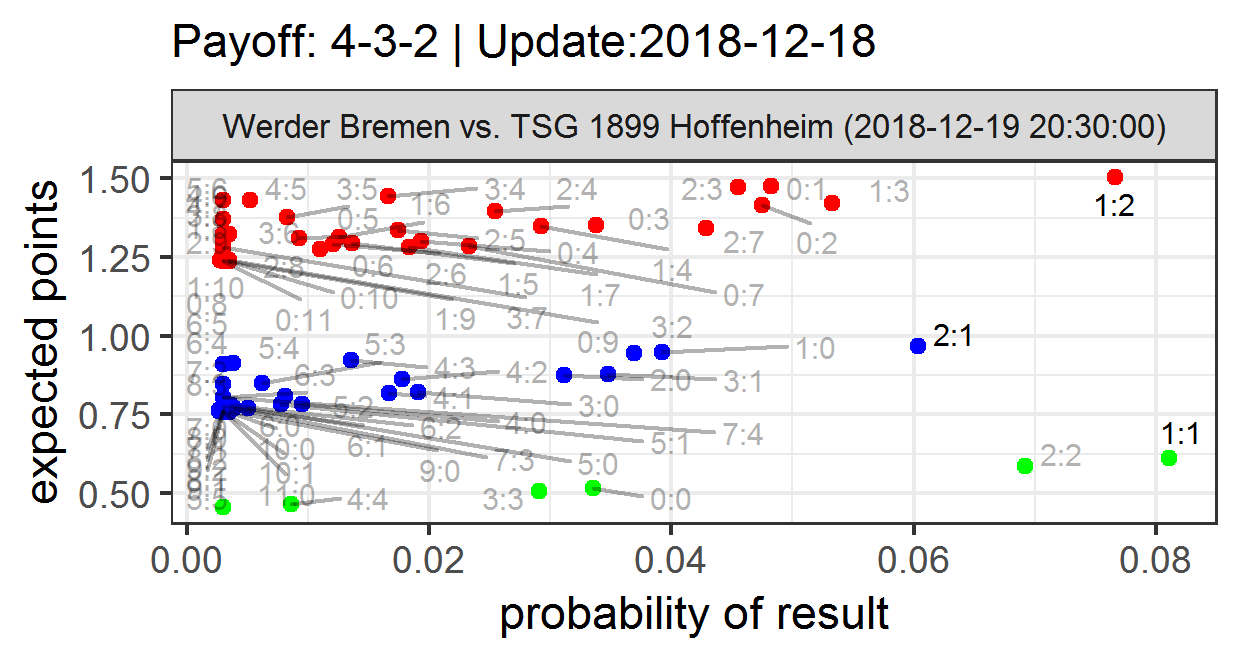 Payoff: 4-3-2 | Update:2018-12-18
Werder Bremen vs. TSG 1899 Hoffenheim (2018-12-19 20:30:00)
expected points
1.50
1.25
1.00
0.75
0.50
5:6 4:5 3:5 3:4 2:4 2:3 0:1 1:3
1:6 1:2
0:5 0:3
3:6 2:5 0:4 2:7 0:2
2:8 0:6 2:6 1:5 1:7 1:4 0:7
1:10 0:10
0:8 0:11 1:9 3:7
6:5 0:9 3:2 2:1
6:4 5:4 5:3 1:0
6:3 4:3 4:2 2:0 3:1
5:2 4:1 3:0
6:0 6:2 4:0 7:4 1:1
10:0 6:1 5:1
10:1 9:0 7:3 5:0 2:2
11:0 4:4 3:3 0:0
0.00 0.02 0.04 0.06 0.08
probability of result